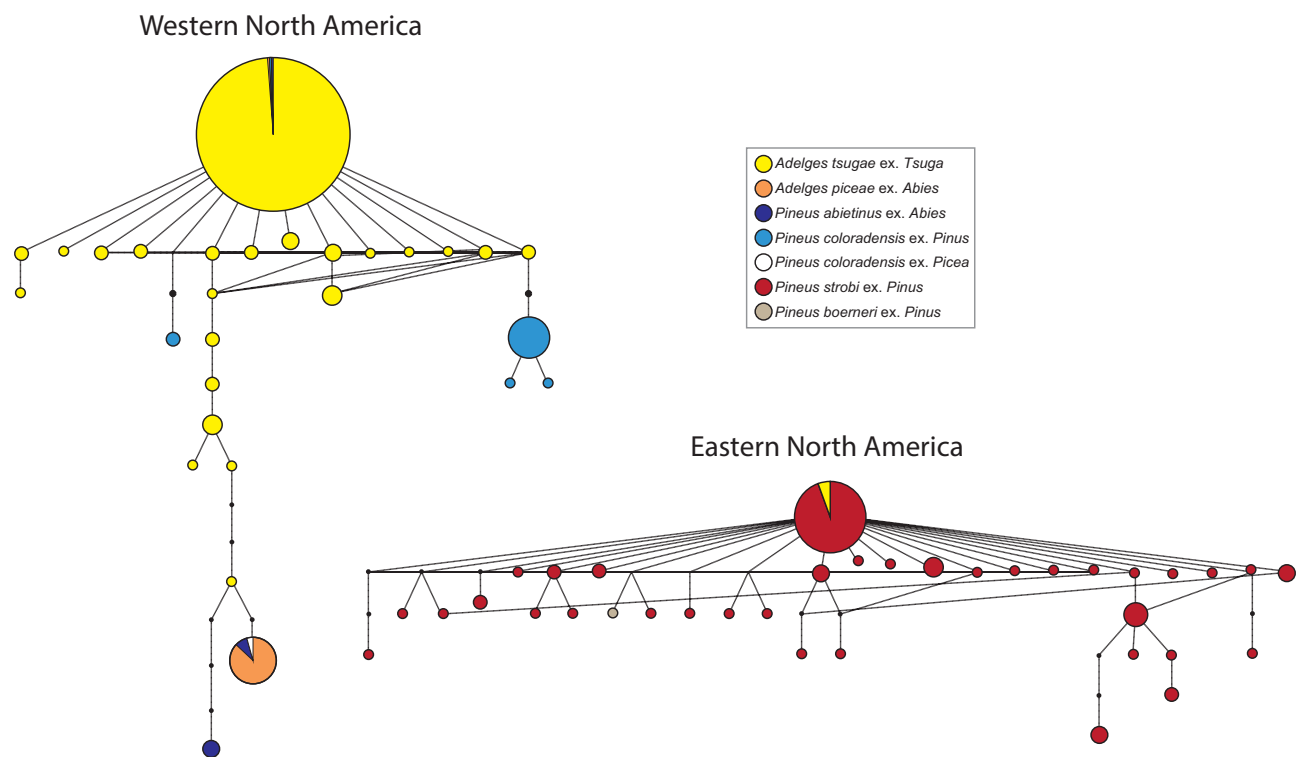 Western North America
Adelges tsugae ex. Tsuga
Adelges piceae ex. Abies
Pineus abietinus ex. Abies
Pineus coloradensis ex. Pinus
Pineus coloradensis ex. Picea
Pineus strobi ex. Pinus
Pineus boerneri ex. Pinus
Eastern North America